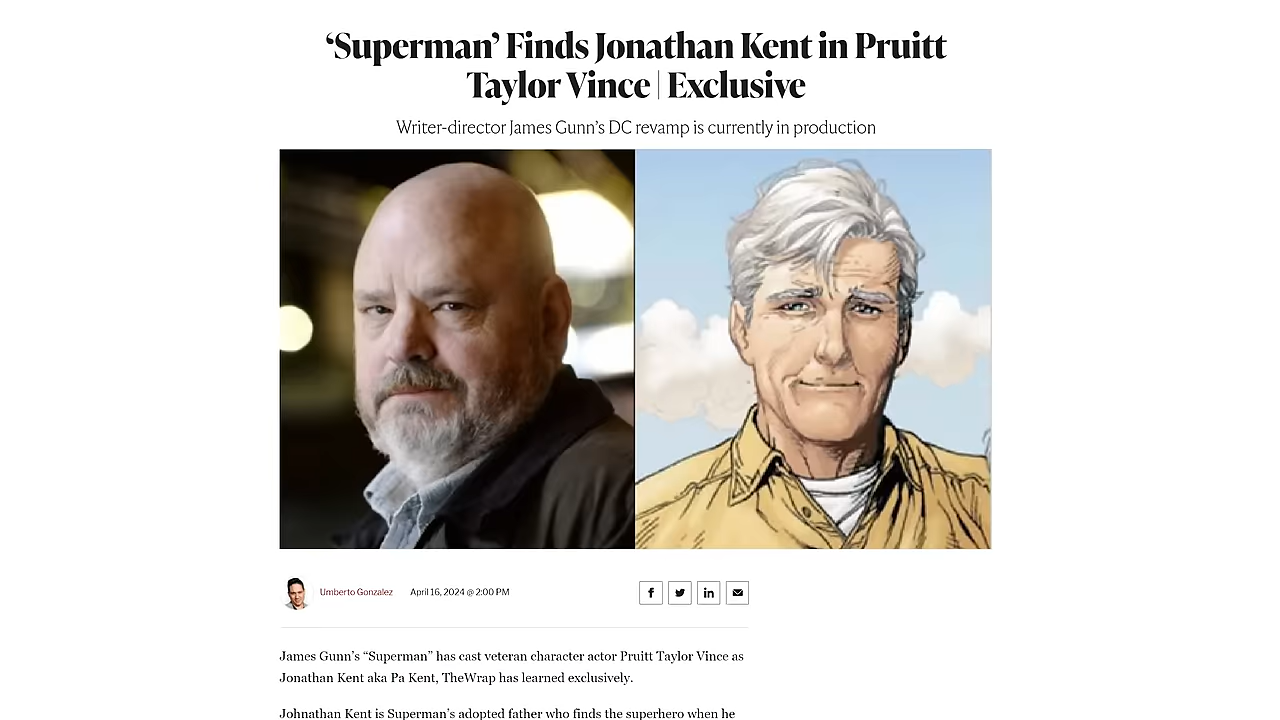 ‘Superman’ Finds Jonathan Kent in Pruitt
Taylor Vince | Exclusive
Writer-director James Gunn’s DC revamp is currently in production
Umberto Gonzalez April 16, 2024 @ 2:00 PM
James Gunn’s “Superman” has cast veteran character actor Pruitt Taylor Vince as
Jonathan Kent aka Pa Kent, TheWrap has learned exclusively.
Johnathan Kent is Superman’s adopted father who finds the superhero when he